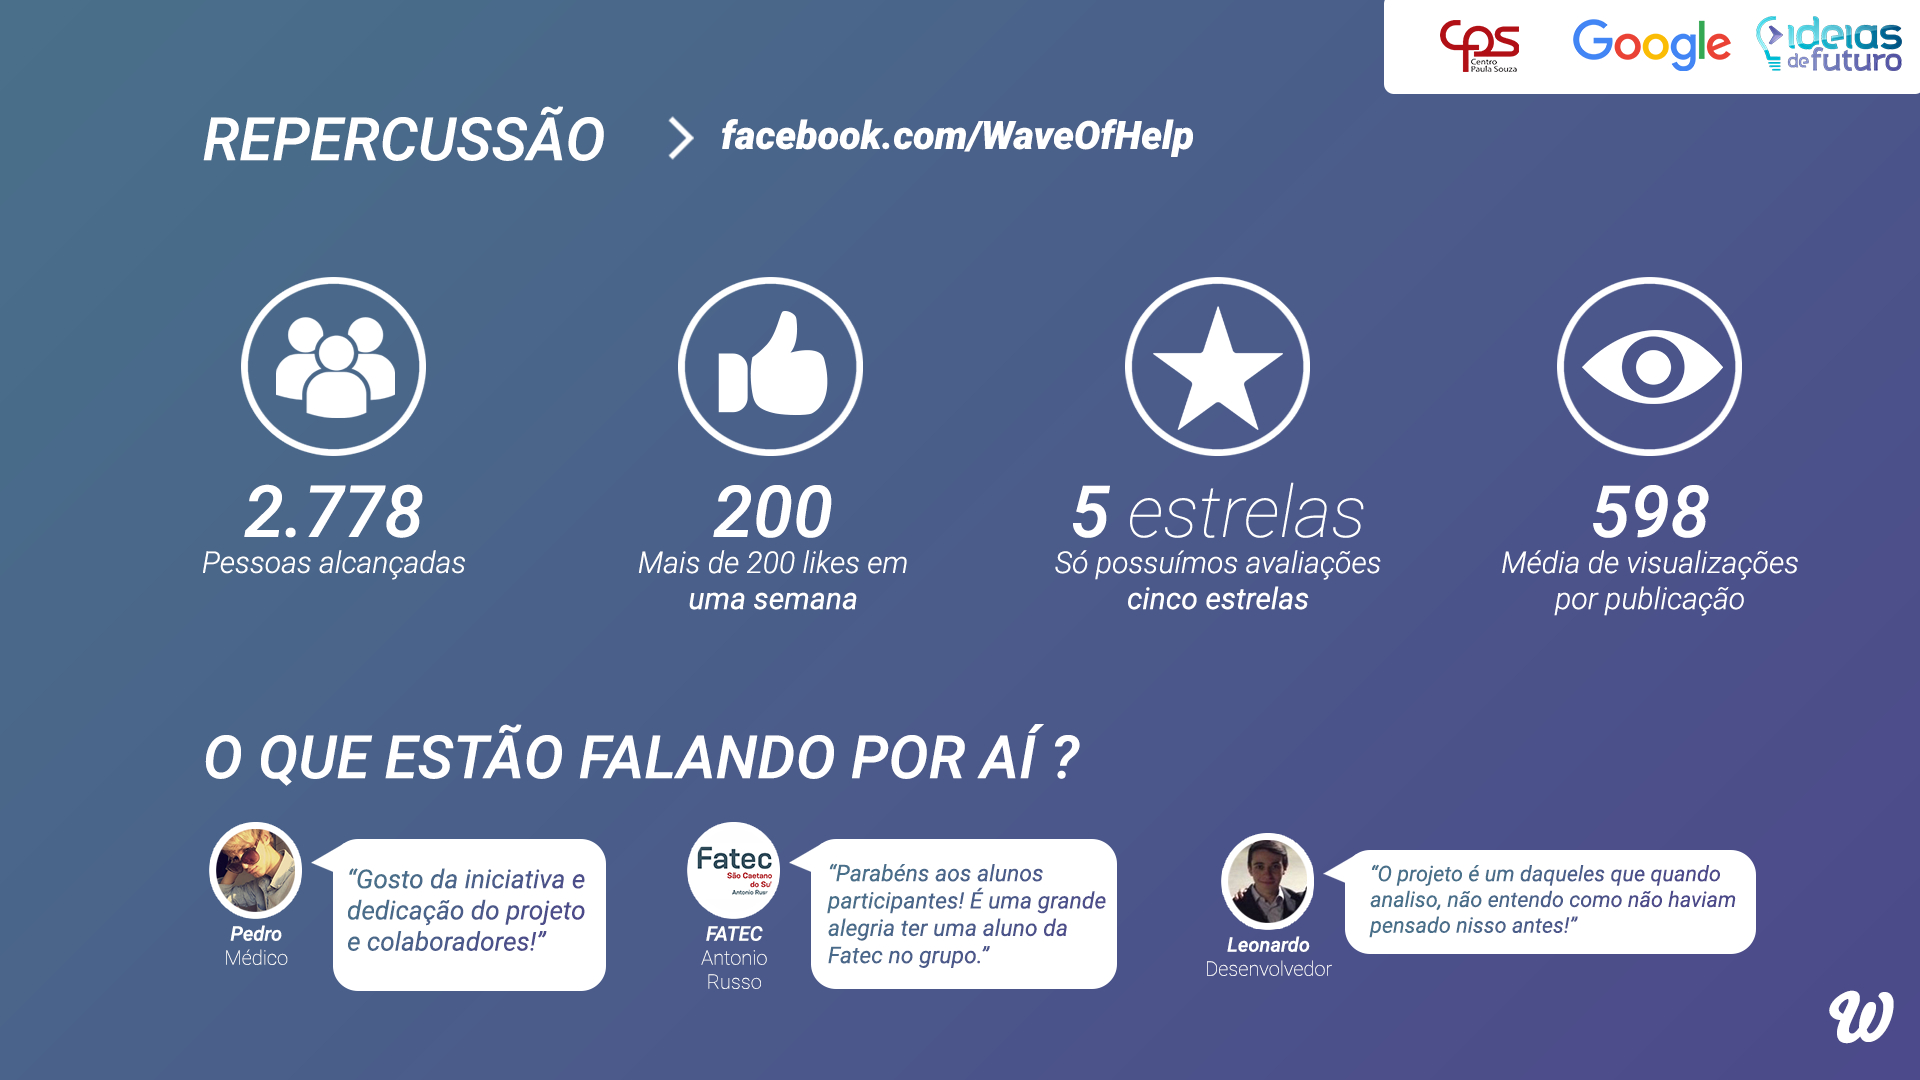 CPS
Centro
Paula Souza
Google
ideias
de futuro
REPERCUSSÃO
facebook.com/WaveOfHelp
2.778
Pessoas alcançadas
200
Mais de 200 likes em
uma semana
5 estrelas
Só possuímos avaliações
cinco estrelas
598
Média de visualizações
por publicação
O QUE ESTÃO FALANDO POR AÍ ?
Pedro
Médico
“Gosto da iniciativa e
dedicação do projeto
e colaboradores!”
Fatec
São Caetano
do Sul
Antonio Russo
FATEC
Antonio
Russo
“Parabéns aos alunos
participantes! É uma grande
alegria ter uma aluno da
Fatec no grupo.”
Leonardo
Desenvolvedor
“O projeto é um daqueles que quando
analiso, não entendo como não haviam
pensado nisso antes!”
W